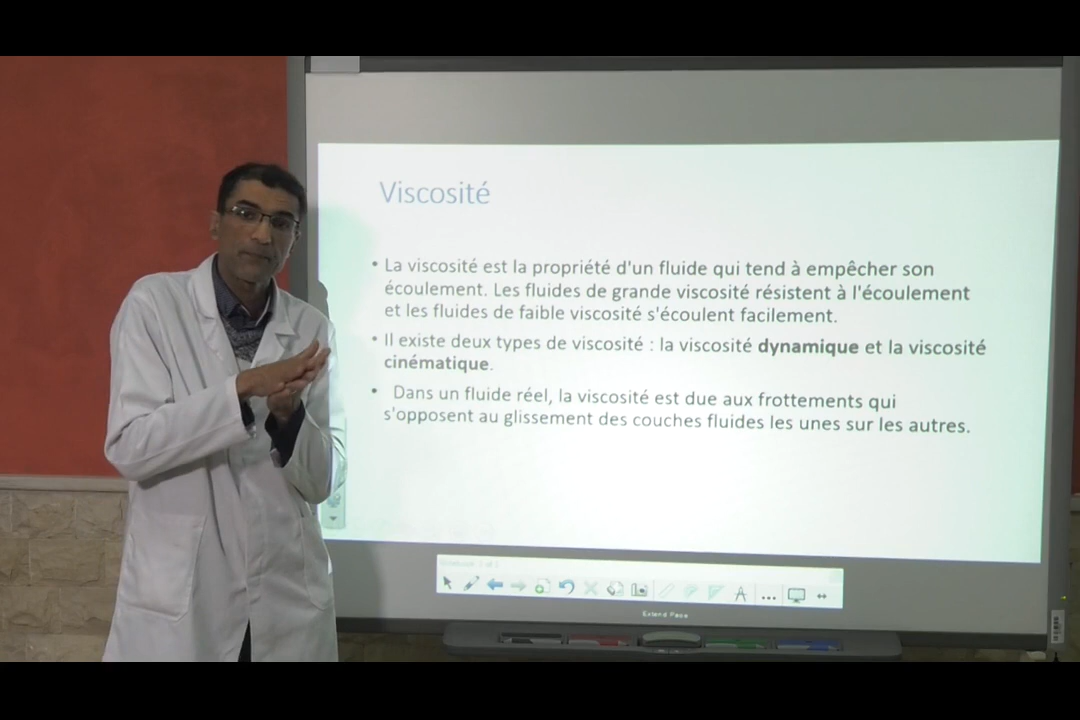 Viscosité
• La viscosité est la propriété d'un fluide qui tend à empêcher son
écoulement. Les fluides de grande viscosité résistent à l'écoulement
et les fluides de faible viscosité s'écoulent facilement.
• Il existe deux types de viscosité : la viscosité dynamique et la viscosité
cinématique.
• Dans un fluide réel, la viscosité est due aux frottements qui
s'opposent au glissement des couches fluides les unes sur les autres.
Extend Page